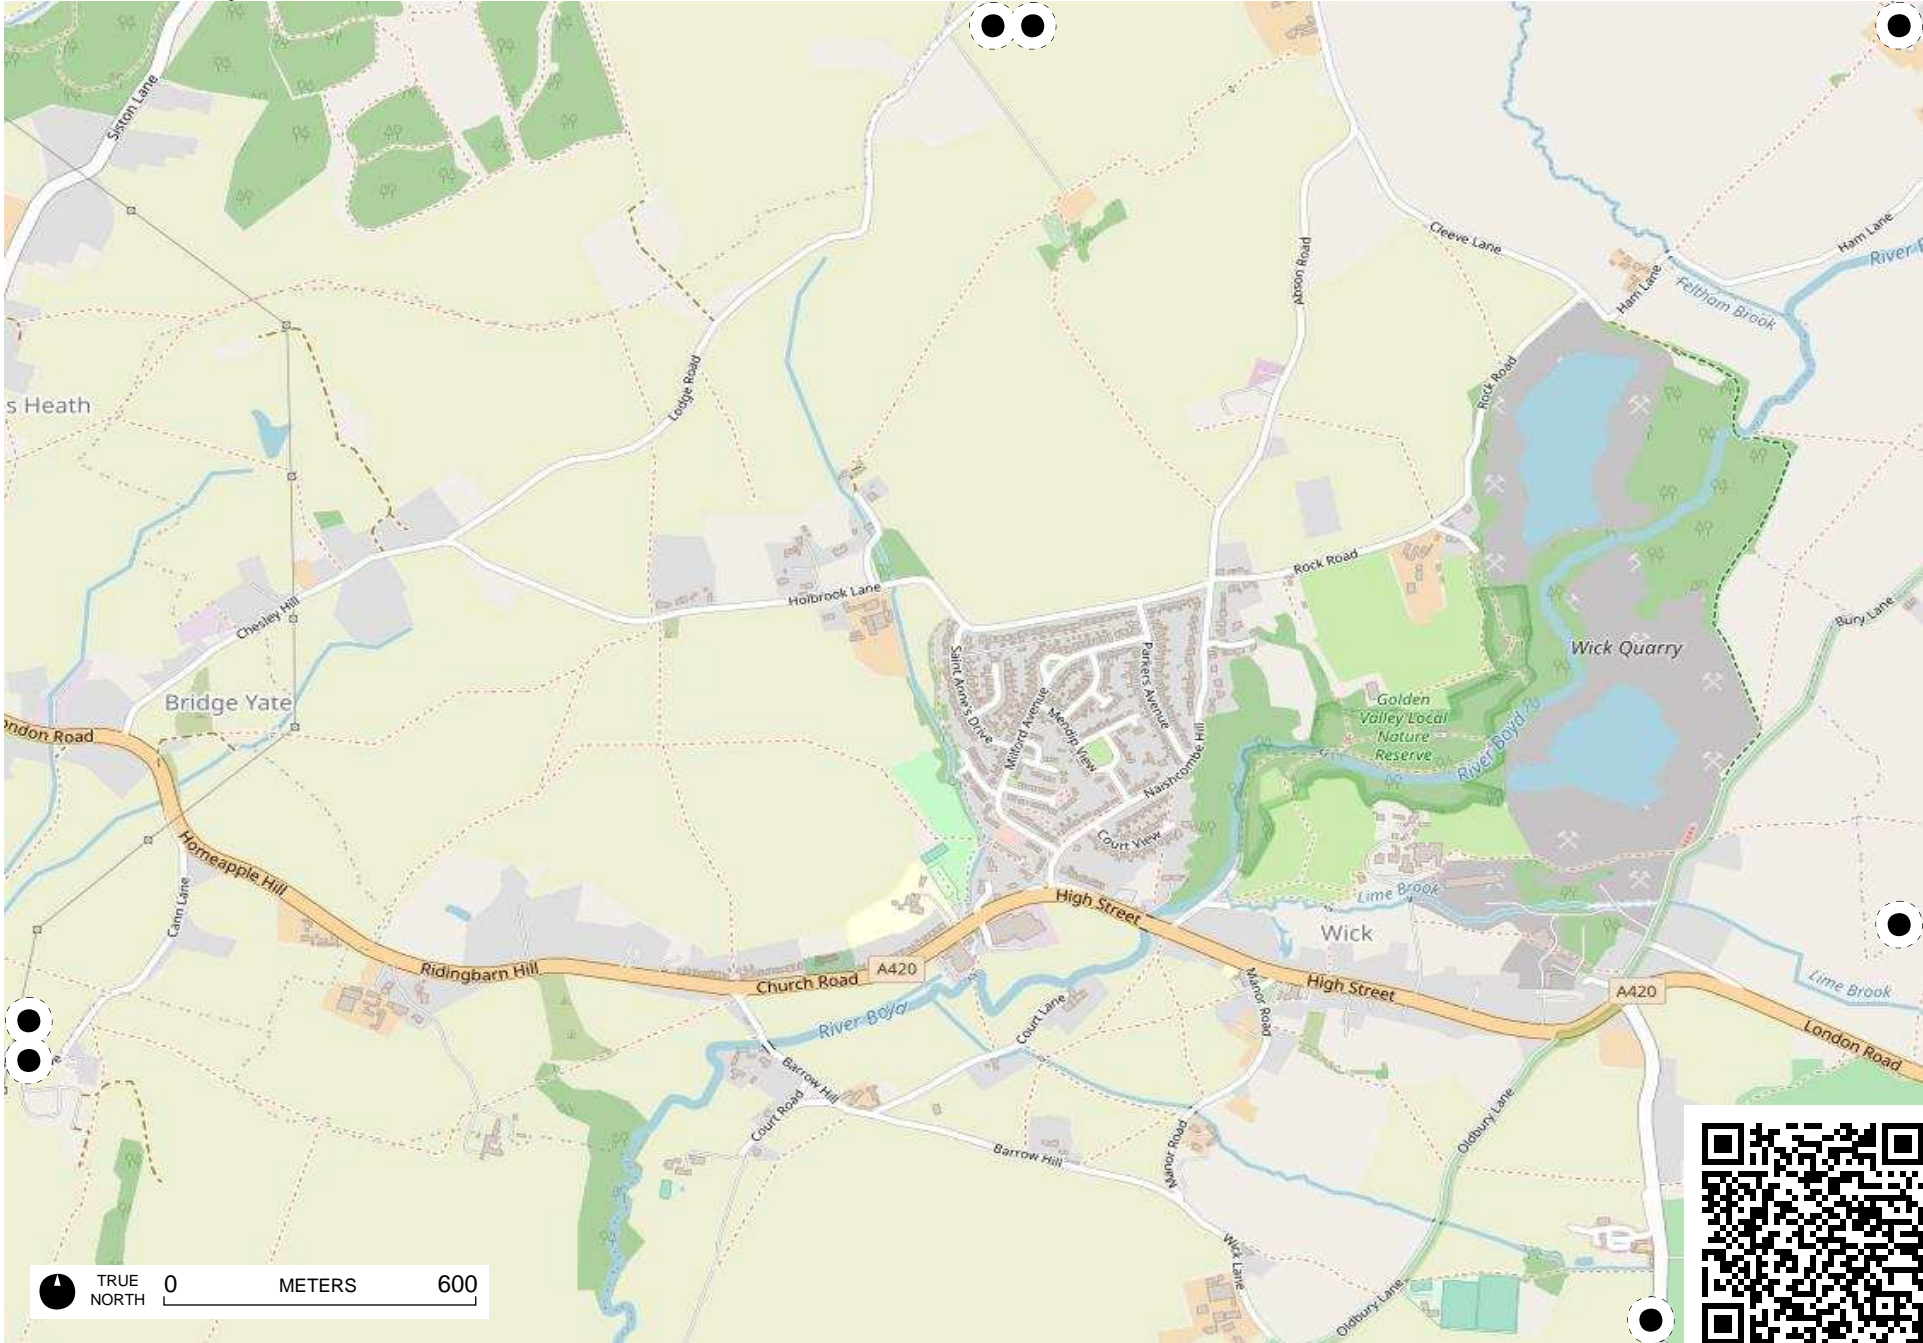 Siston Lane
Cleeve Lane
Ham Lane
Ham Lane
Abson Road
Feltham Brook
Lodge Road
Rock Road
s Heath
Rock Road
Holbrook Lane
Chesley Hill
Bury Lane
Wick Quarry
Saint Anne's Drive
Milford Avenue
Mendip View
Parkers Avenue
Naishcombe Hill
Golden
Valley Local
Nature
Reserve
River Boyd
Bridge Yate
ondon Road
Homeapple Hill
Court View
Cann Lane
High Street
Lime Brook
Wick
Ridingbarn Hill
Church Road
A420
Manor Road
High Street
A420
Lime Brook
River Boyd
Court Lane
London Road
Barrow Hill
Court Road
Oldbury Lane
Barrow Hill
Manor Road
Wick Lane
Oldbury Lane
TRUE
NORTH
0 METERS 600